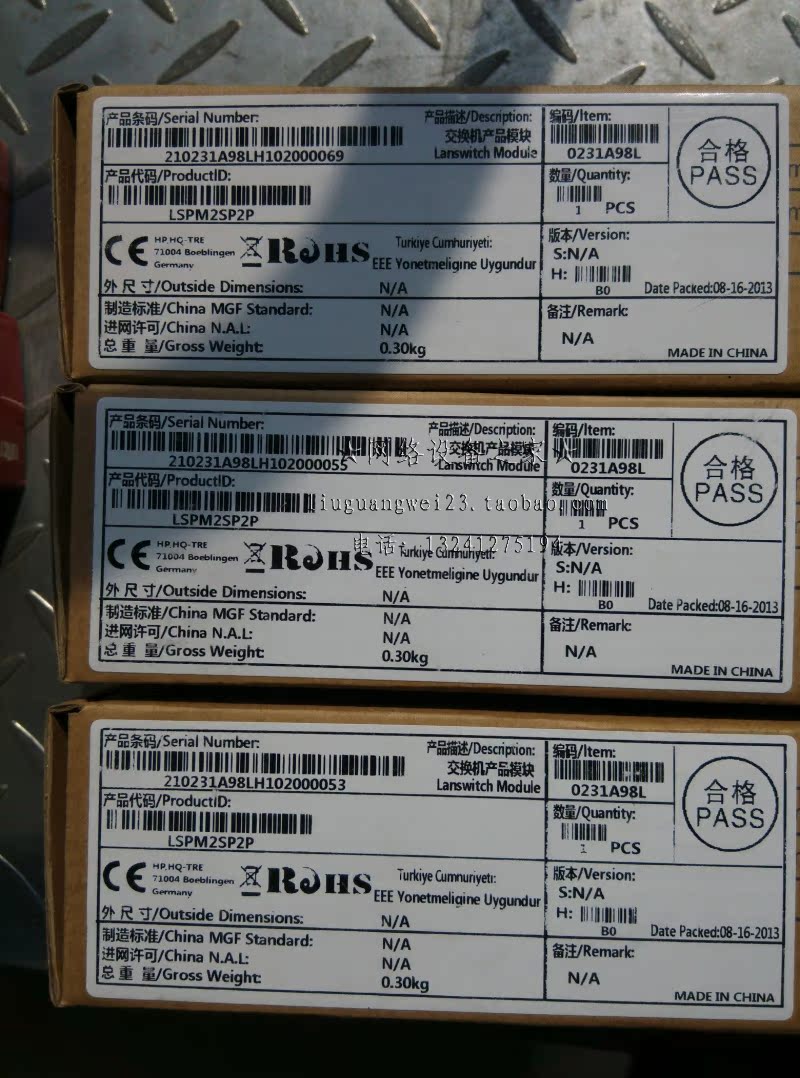 产品条码/Serial Number:
210231A98LH102000069
产品描述/Description:
交换机产品模块
Lanswitch Module
编码/Item:
0231A98L
合格
PASS
产品代码/ProductID:
LSPM2SP2P
数量/Quantity:
1 PCS
CE
HP,HQ-TRE
71004 Boeblingen
Germany
RoHS
Turkiye Cumhuriyeti:
EEE Yonetmeligine Uygundur
版本/Version:
S:N/A
H:
B0
Date Packed:08-16-2013
外 尺 寸/Outside Dimensions: N/A
制造标准/China MGF Standard: N/A
进网许可/China N.A.L: N/A
总 重 量/Gross Weight: 0.30kg
备注/Remark:
N/A
MADE IN CHINA
产品条码/Serial Number:
210231A98LH102000055
产品描述/Description:
交换机产品模块
Lanswitch Module
编码/Item:
0231A98L
合格
PASS
★网络设备之家★
产品代码/ProductID:
LSPM2SP2P
liuguangwei23.taobao.com
数量/Quantity:
1 PCS
电话：13241275194
CE
HP,HQ-TRE
71004 Boeblingen
Germany
RoHS
Turkiye Cumhuriyeti:
EEE Yonetmeligine Uygundur
版本/Version:
S:N/A
H:
B0
Date Packed:08-16-2013
外 尺 寸/Outside Dimensions: N/A
制造标准/China MGF Standard: N/A
进网许可/China N.A.L: N/A
总 重 量/Gross Weight: 0.30kg
备注/Remark:
N/A
MADE IN CHINA
产品条码/Serial Number:
210231A98LH102000053
产品描述/Description:
交换机产品模块
Lanswitch Module
编码/Item:
0231A98L
合格
PASS
产品代码/ProductID:
LSPM2SP2P
数量/Quantity:
1 PCS
CE
HP,HQ-TRE
71004 Boeblingen
Germany
RoHS
Turkiye Cumhuriyeti:
EEE Yonetmeligine Uygundur
版本/Version:
S:N/A
H:
B0
Date Packed:08-16-2013
外 尺 寸/Outside Dimensions: N/A
制造标准/China MGF Standard: N/A
进网许可/China N.A.L: N/A
总 重 量/Gross Weight: 0.30kg
备注/Remark:
N/A
MADE IN CHINA